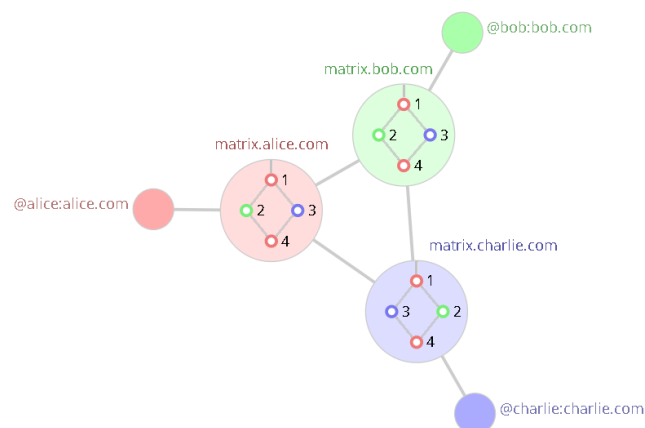 @bob:bob.com
matrix.bob.com
1
2 3
4
matrix.alice.com
1
@alice:alice.com
2 3
4
matrix.charlie.com
1
3 2
4
@charlie:charlie.com